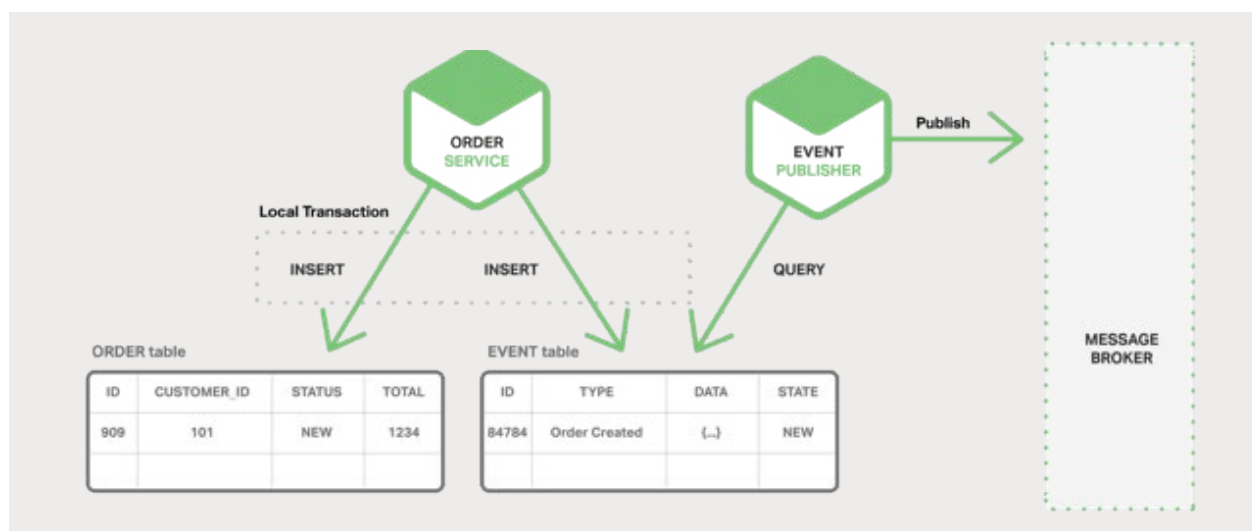 ORDER
SERVICE
EVENT
PUBLISHER
Publish
Local Transaction
INSERT
INSERT
QUERY
MESSAGE
BROKER
ORDER table
ID CUSTOMER_ID STATUS TOTAL
909 101 NEW 1234
EVENT table
ID TYPE DATA STATE
84784 Order Created {...} NEW